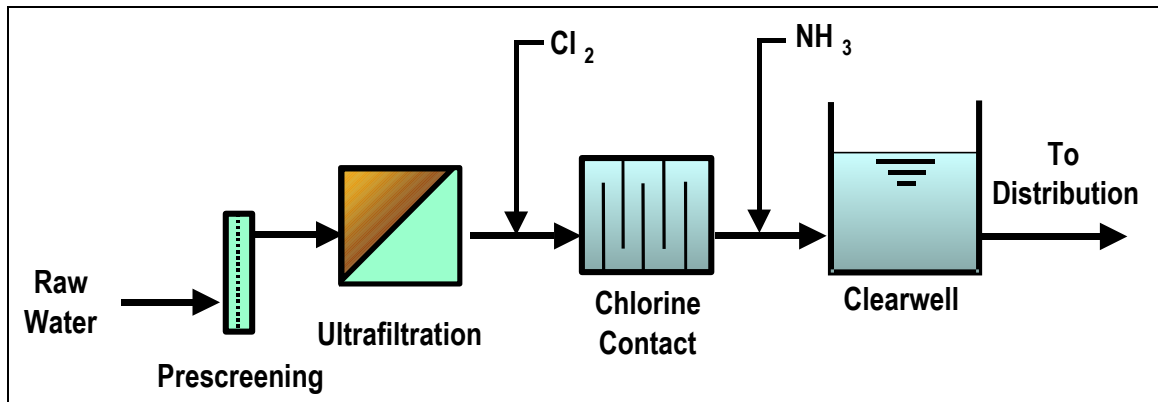 Cl 2
NH 3
To
Distribution
Raw
Water
Prescreening
Ultrafiltration
Chlorine
Contact
Clearwell